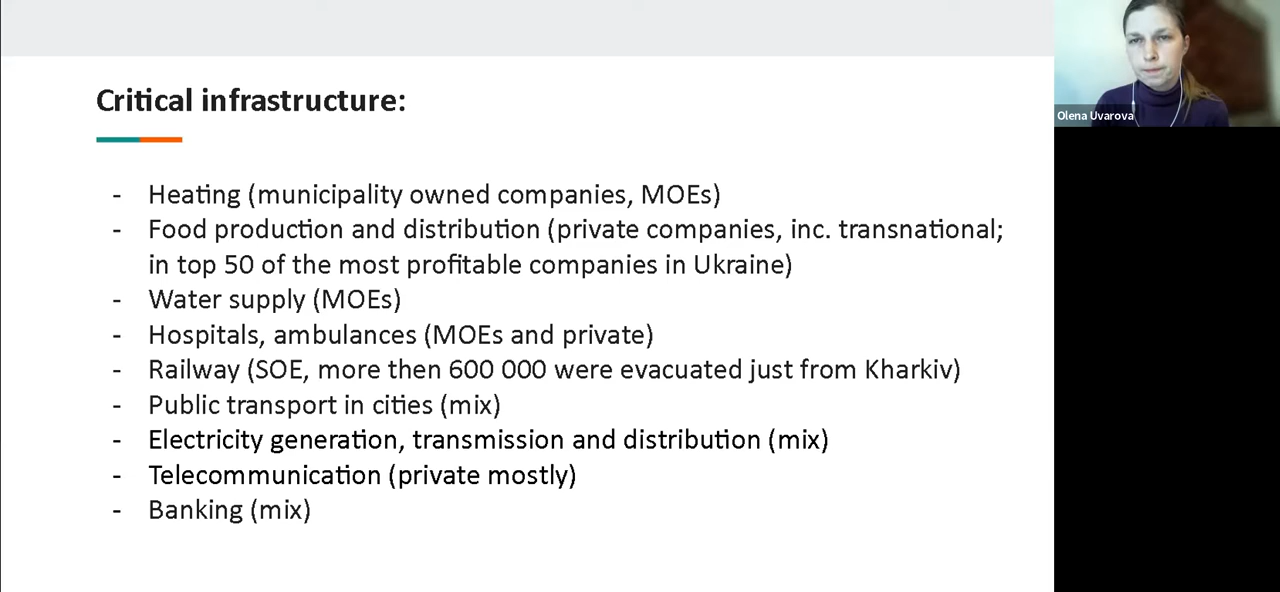 Critical infrastructure:
- Heating (municipality owned companies, MOEs)
- Food production and distribution (private companies, inc. transnational;
in top 50 of the most profitable companies in Ukraine)
- Water supply (MOEs)
- Hospitals, ambulances (MOEs and private)
- Railway (SOE, more then 600 000 were evacuated just from Kharkiv)
- Public transport in cities (mix)
- Electricity generation, transmission and distribution (mix)
- Telecommunication (private mostly)
- Banking (mix)
Olena Uvarova